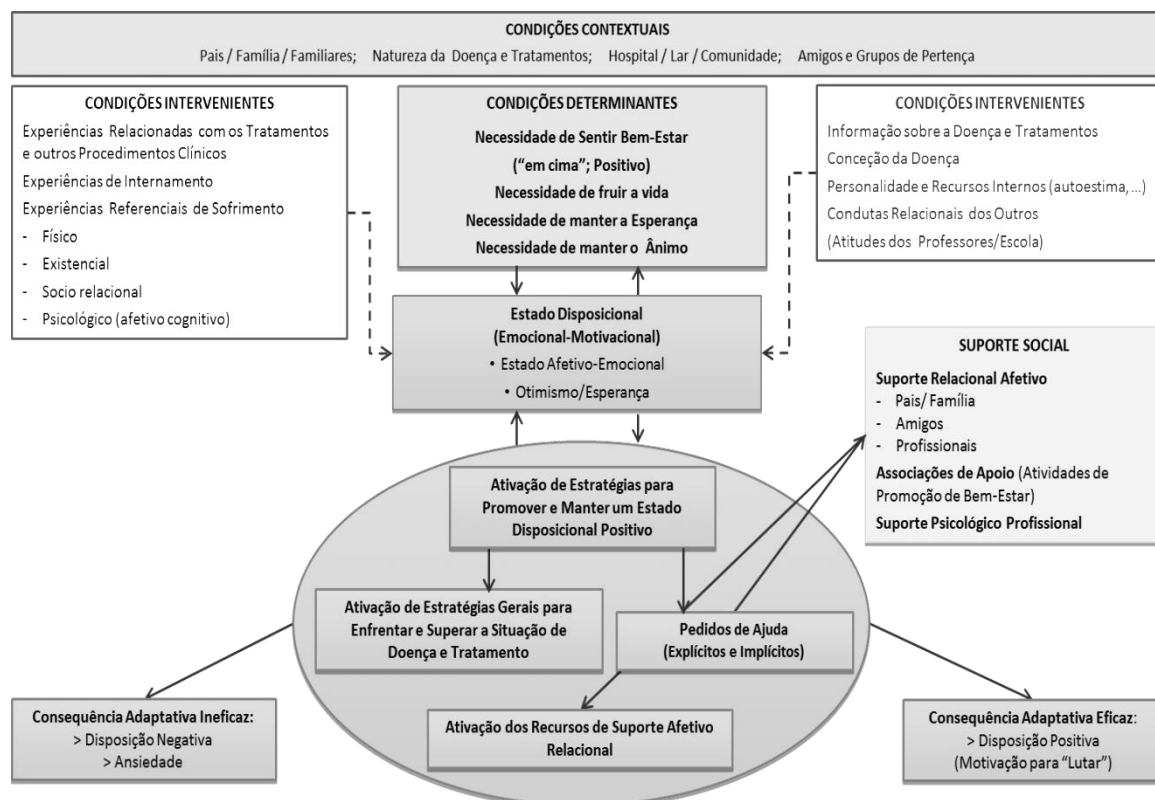 CONDIÇÕES CONTEXTUAIS
Pais / Família / Familiares; Natureza da Doença e Tratamentos; Hospital / Lar / Comunidade; Amigos e Grupos de Pertença
CONDIÇÕES INTERVENIENTES
Experiências Relacionadas com os Tratamentos
e outros Procedimentos Clínicos
Experiências de Internamento
Experiências Referenciais de Sofrimento
- Físico
- Existencial
- Socio relacional
- Psicológico (afetivo cognitivo)
CONDIÇÕES DETERMINANTES
Necessidade de Sentir Bem-Estar
("em cima"; Positivo)
Necessidade de fruir a vida
Necessidade de manter a Esperança
Necessidade de manter o Ânimo
CONDIÇÕES INTERVENIENTES
Informação sobre a Doença e Tratamentos
Conceção da Doença
Personalidade e Recursos Internos (autoestima, ...)
Condutas Relacionais dos Outros
(Atitudes dos Professores/Escola)
Estado Disposicional
(Emocional-Motivacional)
• Estado Afetivo-Emocional
• Otimismo/Esperança
SUPORTE SOCIAL
Suporte Relacional Afetivo
- Pais/ Família
- Amigos
- Profissionais
Associações de Apoio (Atividades de
Promoção de Bem-Estar)
Suporte Psicológico Profissional
Ativação de Estratégias para
Promover e Manter um Estado
Disposicional Positivo
Ativação de Estratégias Gerais para
Enfrentar e Superar a Situação de
Doença e Tratamento
Pedidos de Ajuda
(Explícitos e Implícitos)
Ativação dos Recursos de Suporte Afetivo
Relacional
Consequência Adaptativa Ineficaz:
> Disposição Negativa
> Ansiedade
Consequência Adaptativa Eficaz:
> Disposição Positiva
(Motivação para "Lutar")